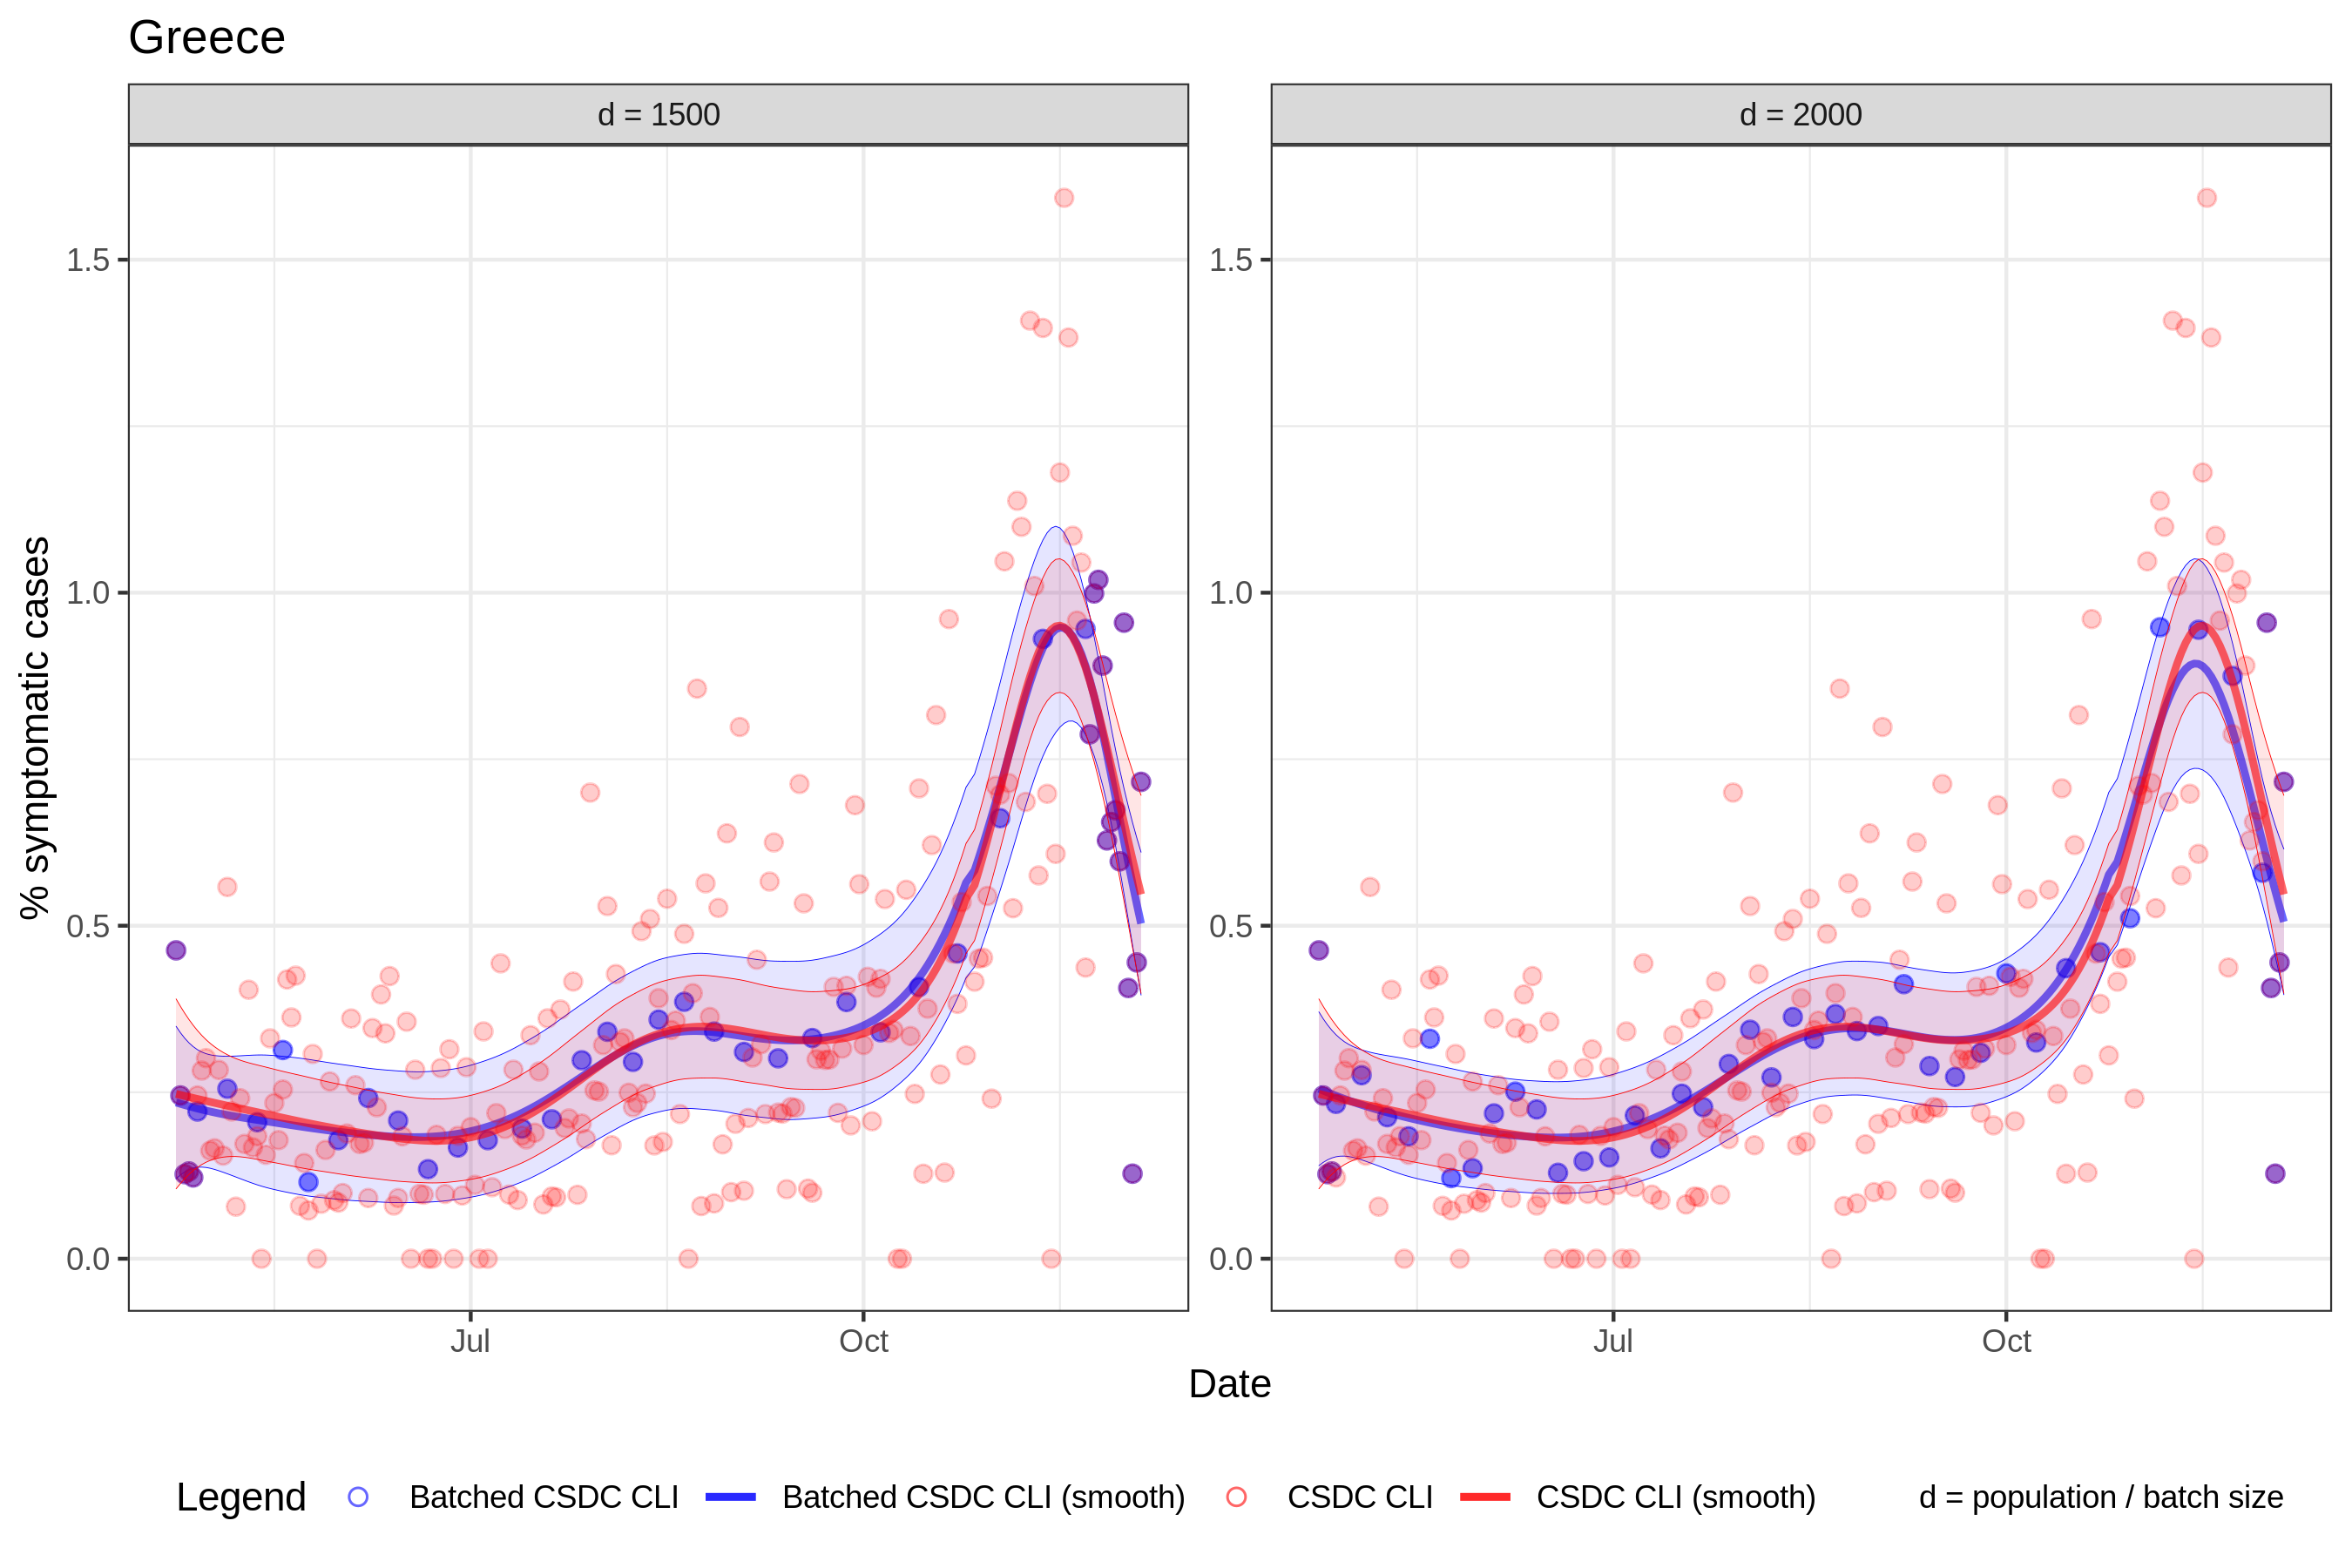 Greece
d = 1500
d = 2000
% symptomatic cases
1.5
1.0
0.5
0.0
1.5
1.0
0.5
0.0
Jul
Oct
Jul
Oct
Date
Legend
Batched CSDC CLI
Batched CSDC CLI (smooth)
CSDC CLI
CSDC CLI (smooth)
d = population / batch size